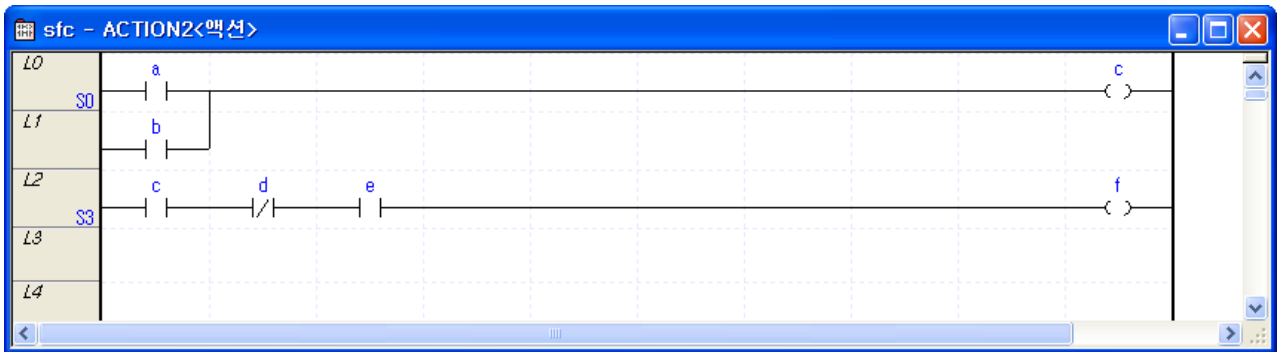 sfc - ACTION2<액션>
L0
a
c
S0
L1
b
L2
c d e f
S3
L3
L4